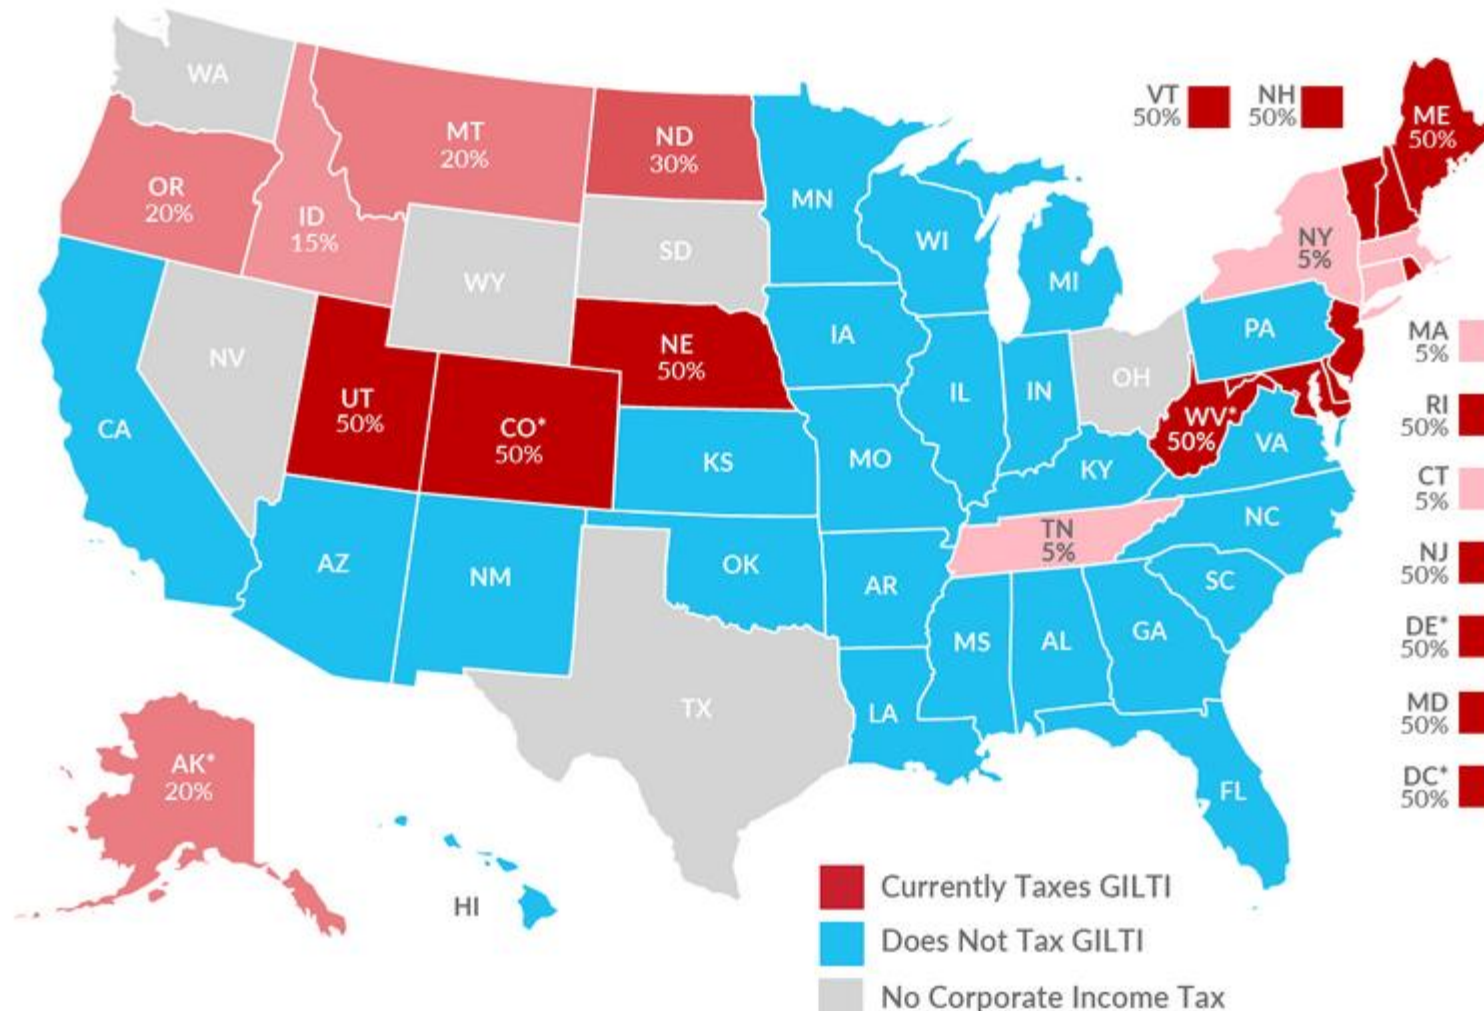 WA
VT
50%
NH
50%
ME
50%
MT
20%
ND
30%
OR
20%
ID
15%
MN
WI
MI
NY
5%
SD
WY
NV
IA
PA
MA
5%
NE
50%
UT
50%
CO*
50%
IL
IN
OH
RI
50%
CA
KS
MO
KY
WV*
50%
VA
CT
5%
TN
5%
NC
AZ
NM
OK
AR
SC
NJ
50%
MS
AL
GA
DE*
50%
TX
LA
MD
50%
AK*
20%
FL
DC*
50%
HI
Currently Taxes GILTI
Does Not Tax GILTI
No Corporate Income Tax